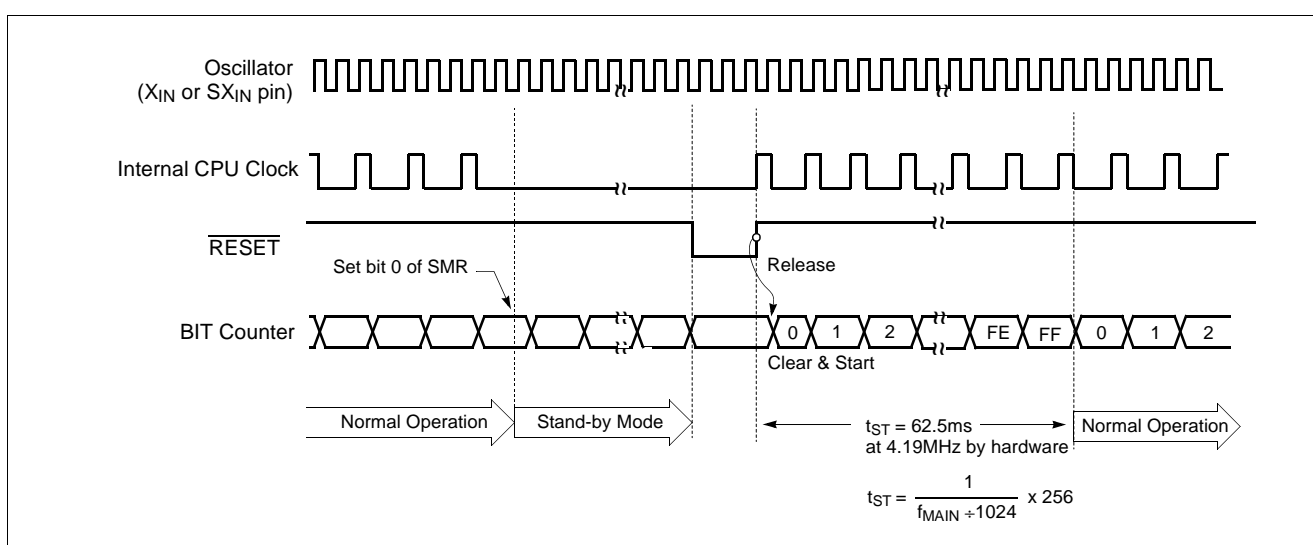 Oscillator
(XIN or SXIN pin)
Internal CPU Clock
RESET
Set bit 0 of SMR
Release
BIT Counter
0 1 2 FE FF 0 1 2
Clear & Start
Normal Operation Stand-by Mode tST = 62.5ms Normal Operation
at 4.19MHz by hardware
tST = 1 / fMAIN ÷1024 x 256